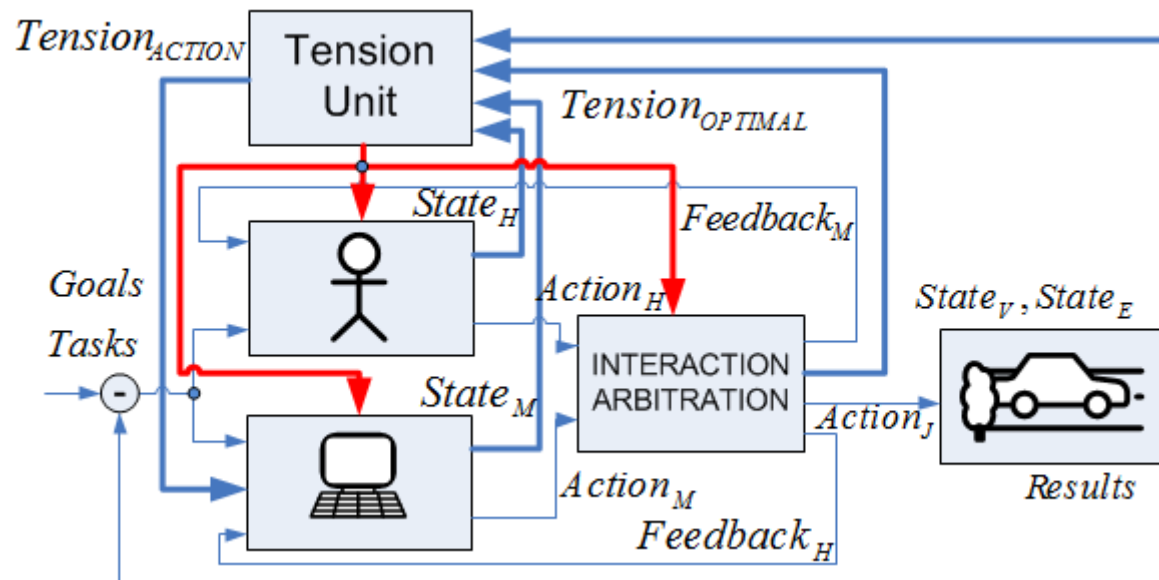 Tension_ACTION
Tension
Unit
Tension_OPTIMAL
State_H
Feedback_M
Goals
Action_H
State_V, State_E
Tasks
INTERACTION
ARBITRATION
-
State_M
Action_J
Action_M
Results
Feedback_H